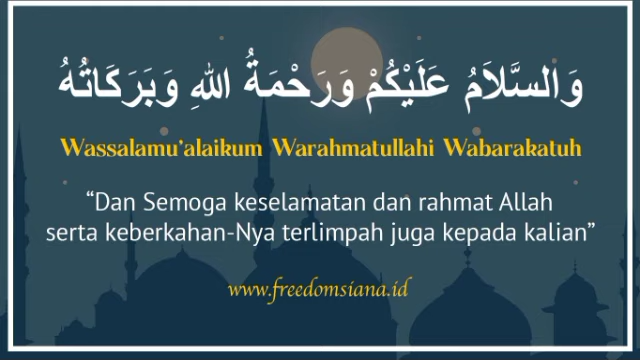 وَالسَّلاَمُ عَلَيْكُمْ وَرَحْمَةُ اللهِ وَبَرَكَاتُهُ
Wassalamu’alaikum Warahmatullahi Wabarakatuh
“Dan Semoga keselamatan dan rahmat Allah
serta keberkahan-Nya terlimpah juga kepada kalian”
www.freedomsiana.id